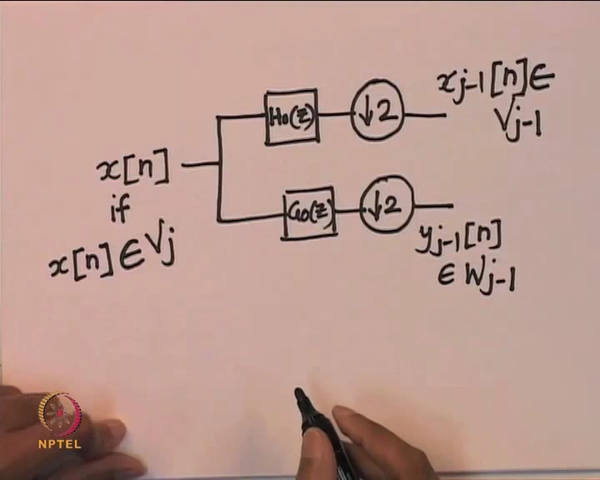 x[n]
if
x[n] ∈ Vj
H₀(z)
↓2
xj-1[n] ∈
Vj-1
G₀(z)
↓2
yj-1[n]
∈ Wj-1
NPTEL